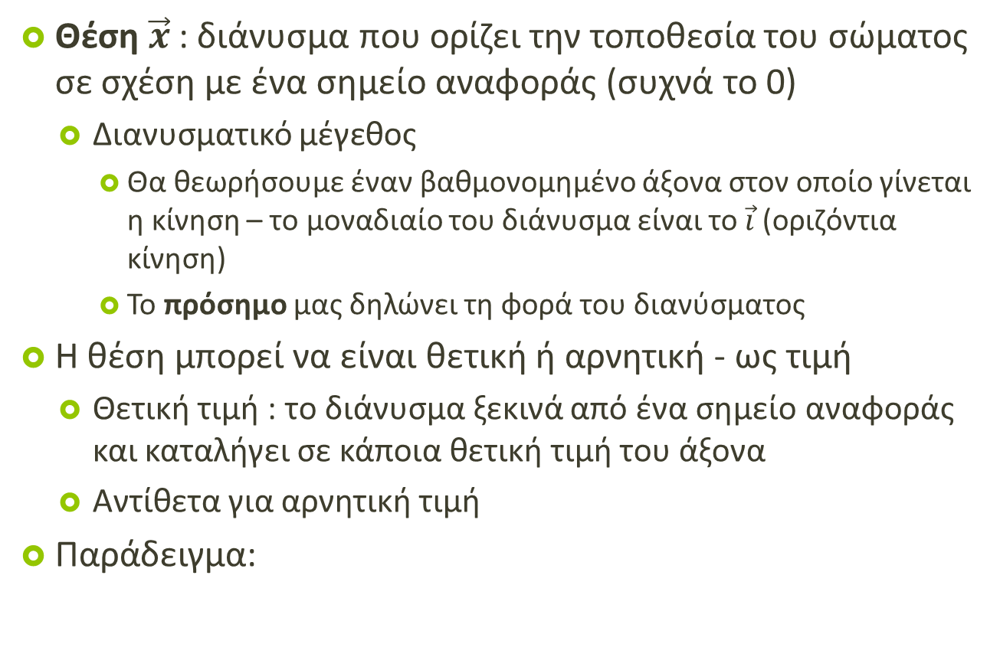 Θέση x⃗ : διάνυσμα που ορίζει την τοποθεσία του σώματος
σε σχέση με ένα σημείο αναφοράς (συχνά το 0)
Διανυσματικό μέγεθος
Θα θεωρήσουμε έναν βαθμονομημένο άξονα στον οποίο γίνεται
η κίνηση – το μοναδιαίο του διάνυσμα είναι το i⃗ (οριζόντια
κίνηση)
Το πρόσημο μας δηλώνει τη φορά του διανύσματος
Η θέση μπορεί να είναι θετική ή αρνητική - ως τιμή
Θετική τιμή : το διάνυσμα ξεκινά από ένα σημείο αναφοράς
και καταλήγει σε κάποια θετική τιμή του άξονα
Αντίθετα για αρνητική τιμή
Παράδειγμα: